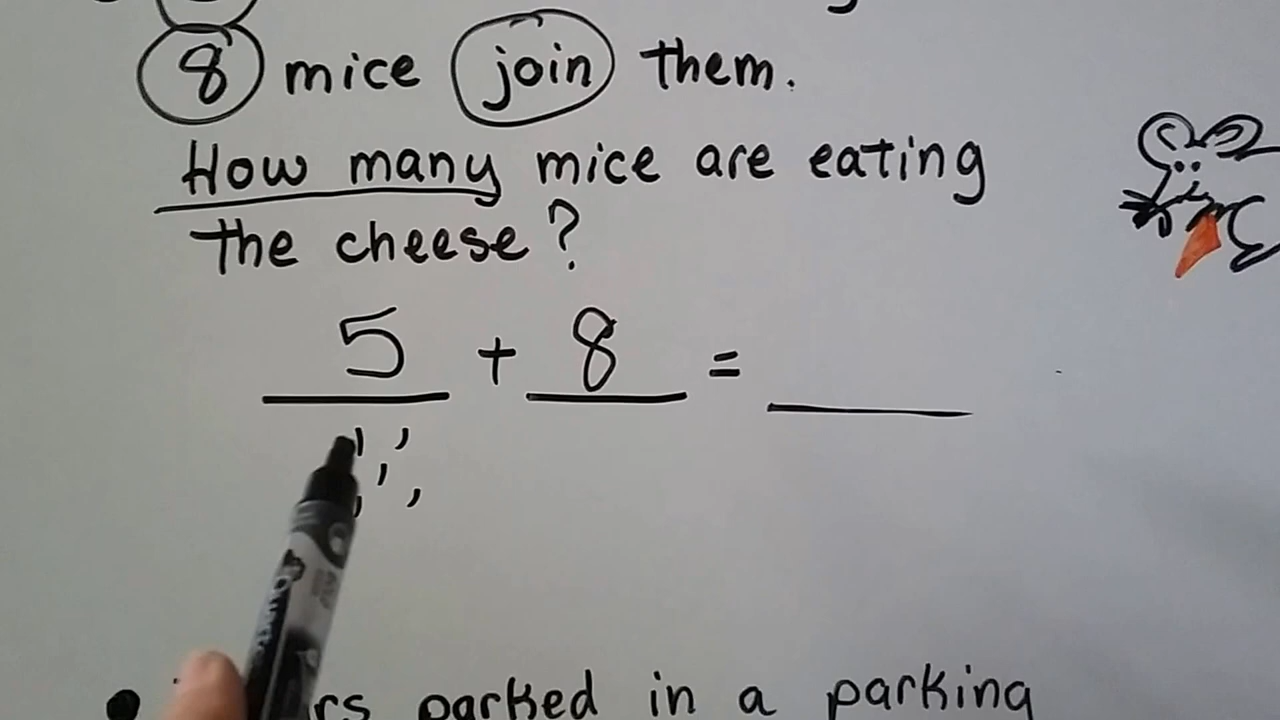 8 mice join them.
How many mice are eating
the cheese?
5 + 8 =
parked in a parking